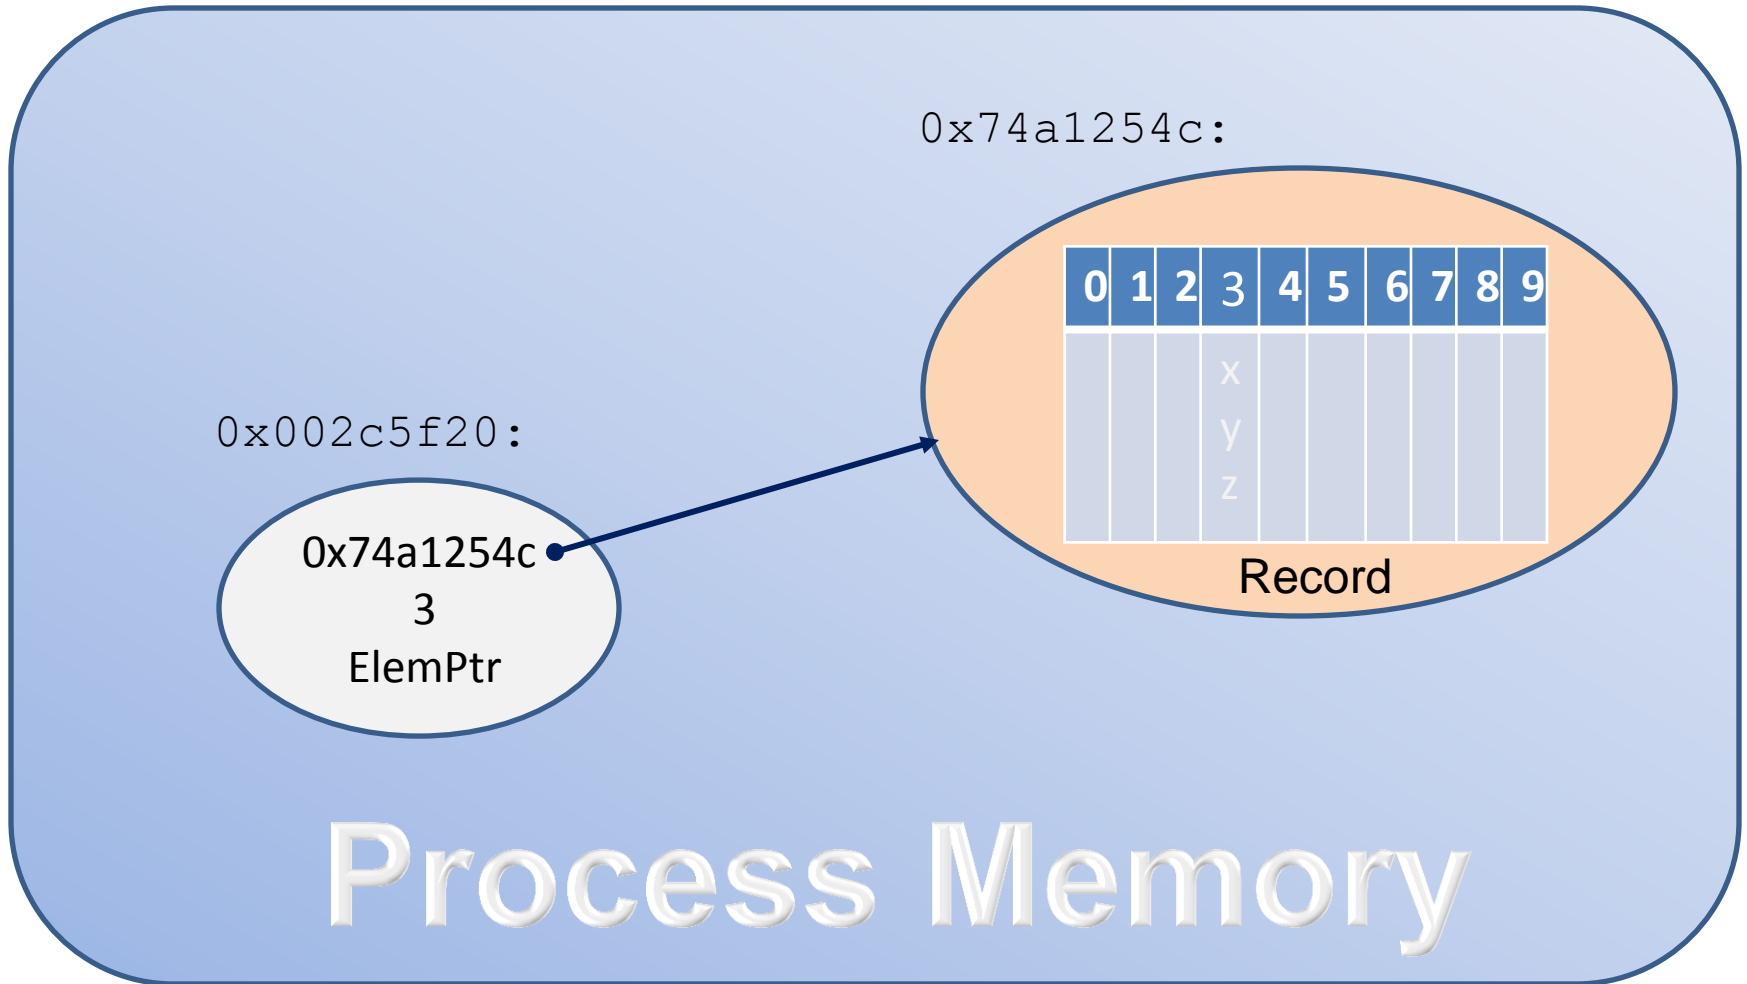 0x74a1254c:
0 1 2 3 4 5 6 7 8 9
x
y
z
Record
0x002c5f20:
0x74a1254c
3
ElemPtr
Process Memory